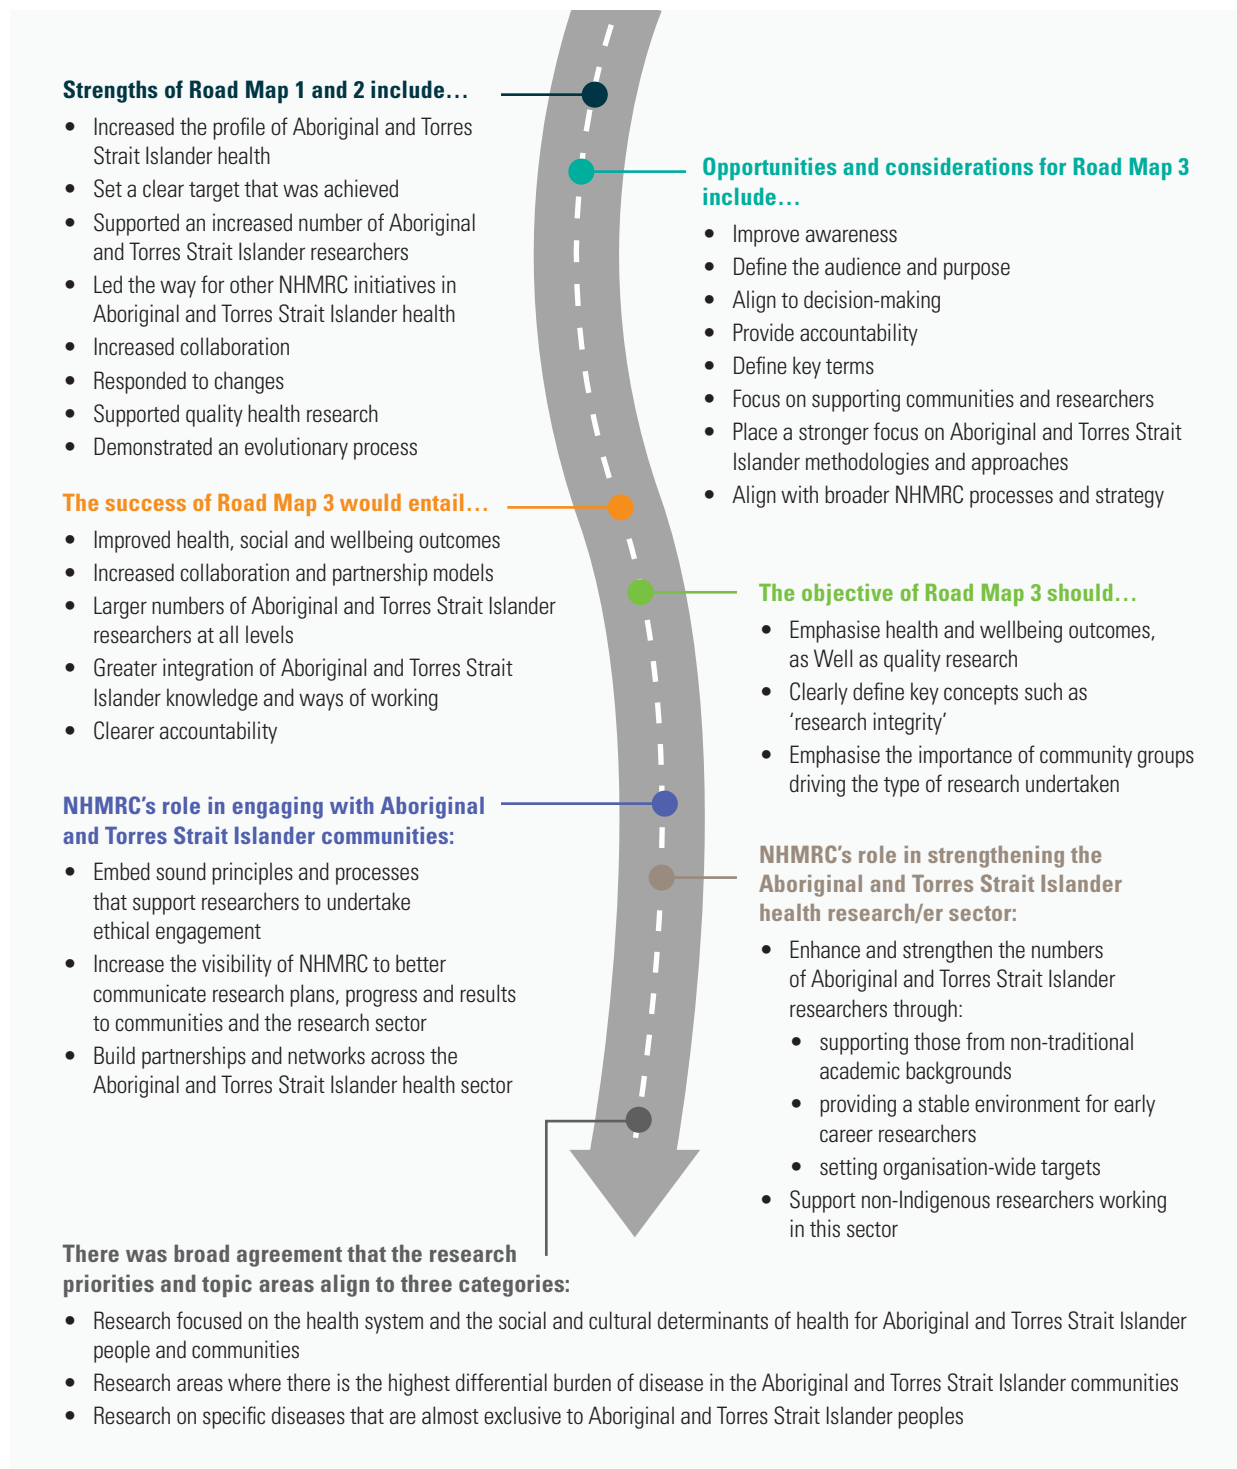 Strengths of Road Map 1 and 2 include…
• Increased the profile of Aboriginal and Torres
Strait Islander health
• Set a clear target that was achieved
• Supported an increased number of Aboriginal
and Torres Strait Islander researchers
• Led the way for other NHMRC initiatives in
Aboriginal and Torres Strait Islander health
• Increased collaboration
• Responded to changes
• Supported quality health research
• Demonstrated an evolutionary process
Opportunities and considerations for Road Map 3
include…
• Improve awareness
• Define the audience and purpose
• Align to decision-making
• Provide accountability
• Define key terms
• Focus on supporting communities and researchers
• Place a stronger focus on Aboriginal and Torres Strait
Islander methodologies and approaches
• Align with broader NHMRC processes and strategy
The success of Road Map 3 would entail…
• Improved health, social and wellbeing outcomes
• Increased collaboration and partnership models
• Larger numbers of Aboriginal and Torres Strait Islander
researchers at all levels
• Greater integration of Aboriginal and Torres Strait
Islander knowledge and ways of working
• Clearer accountability
The objective of Road Map 3 should…
• Emphasise health and wellbeing outcomes,
as Well as quality research
• Clearly define key concepts such as
‘research integrity’
• Emphasise the importance of community groups
driving the type of research undertaken
NHMRC’s role in engaging with Aboriginal
and Torres Strait Islander communities:
• Embed sound principles and processes
that support researchers to undertake
ethical engagement
• Increase the visibility of NHMRC to better
communicate research plans, progress and results
to communities and the research sector
• Build partnerships and networks across the
Aboriginal and Torres Strait Islander health sector
NHMRC’s role in strengthening the
Aboriginal and Torres Strait Islander
health research/er sector:
• Enhance and strengthen the numbers
of Aboriginal and Torres Strait Islander
researchers through:
• supporting those from non-traditional
academic backgrounds
• providing a stable environment for early
career researchers
• setting organisation-wide targets
• Support non-Indigenous researchers working
in this sector
There was broad agreement that the research
priorities and topic areas align to three categories:
• Research focused on the health system and the social and cultural determinants of health for Aboriginal and Torres Strait Islander
people and communities
• Research areas where there is the highest differential burden of disease in the Aboriginal and Torres Strait Islander communities
• Research on specific diseases that are almost exclusive to Aboriginal and Torres Strait Islander peoples